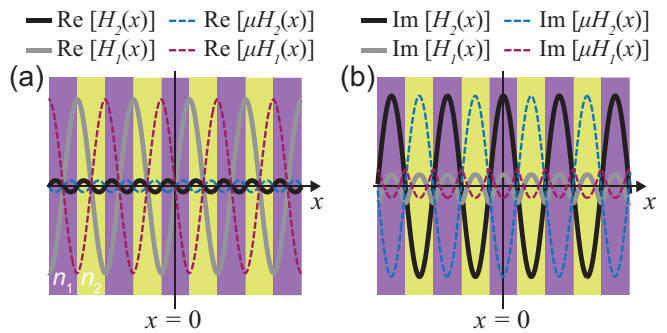 Re [H₂(x)] Re [μH₂(x)]
Re [H₁(x)] Re [μH₁(x)]
(a)
x
n₁ n₂
x = 0
Im [H₂(x)] Im [μH₂(x)]
Im [H₁(x)] Im [μH₁(x)]
(b)
x
x = 0